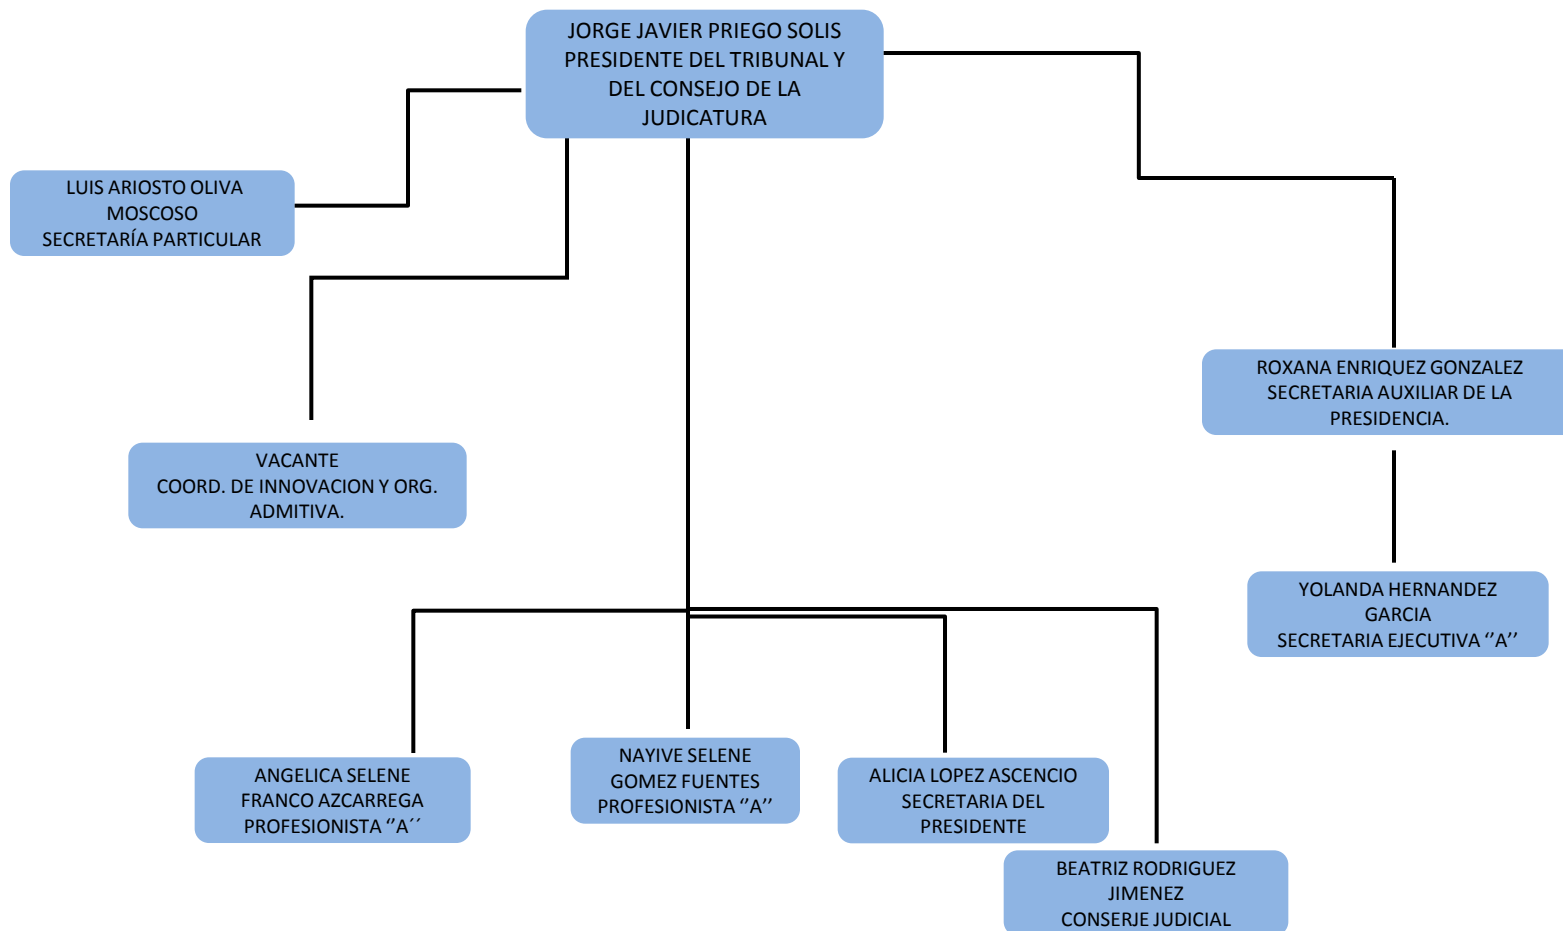 JORGE JAVIER PRIEGO SOLIS
PRESIDENTE DEL TRIBUNAL Y
DEL CONSEJO DE LA
JUDICATURA
LUIS ARIOSTO OLIVA
MOSCOSO
SECRETARÍA PARTICULAR
ROXANA ENRIQUEZ GONZALEZ
SECRETARIA AUXILIAR DE LA
PRESIDENCIA.
VACANTE
COORD. DE INNOVACION Y ORG.
ADMITIVA.
YOLANDA HERNANDEZ
GARCIA
SECRETARIA EJECUTIVA ‘’A’’
ANGELICA SELENE
FRANCO AZCARREGA
PROFESIONISTA ‘’A´´
NAYIVE SELENE
GOMEZ FUENTES
PROFESIONISTA ‘’A’’
ALICIA LOPEZ ASCENCIO
SECRETARIA DEL
PRESIDENTE
BEATRIZ RODRIGUEZ
JIMENEZ
CONSERJE JUDICIAL